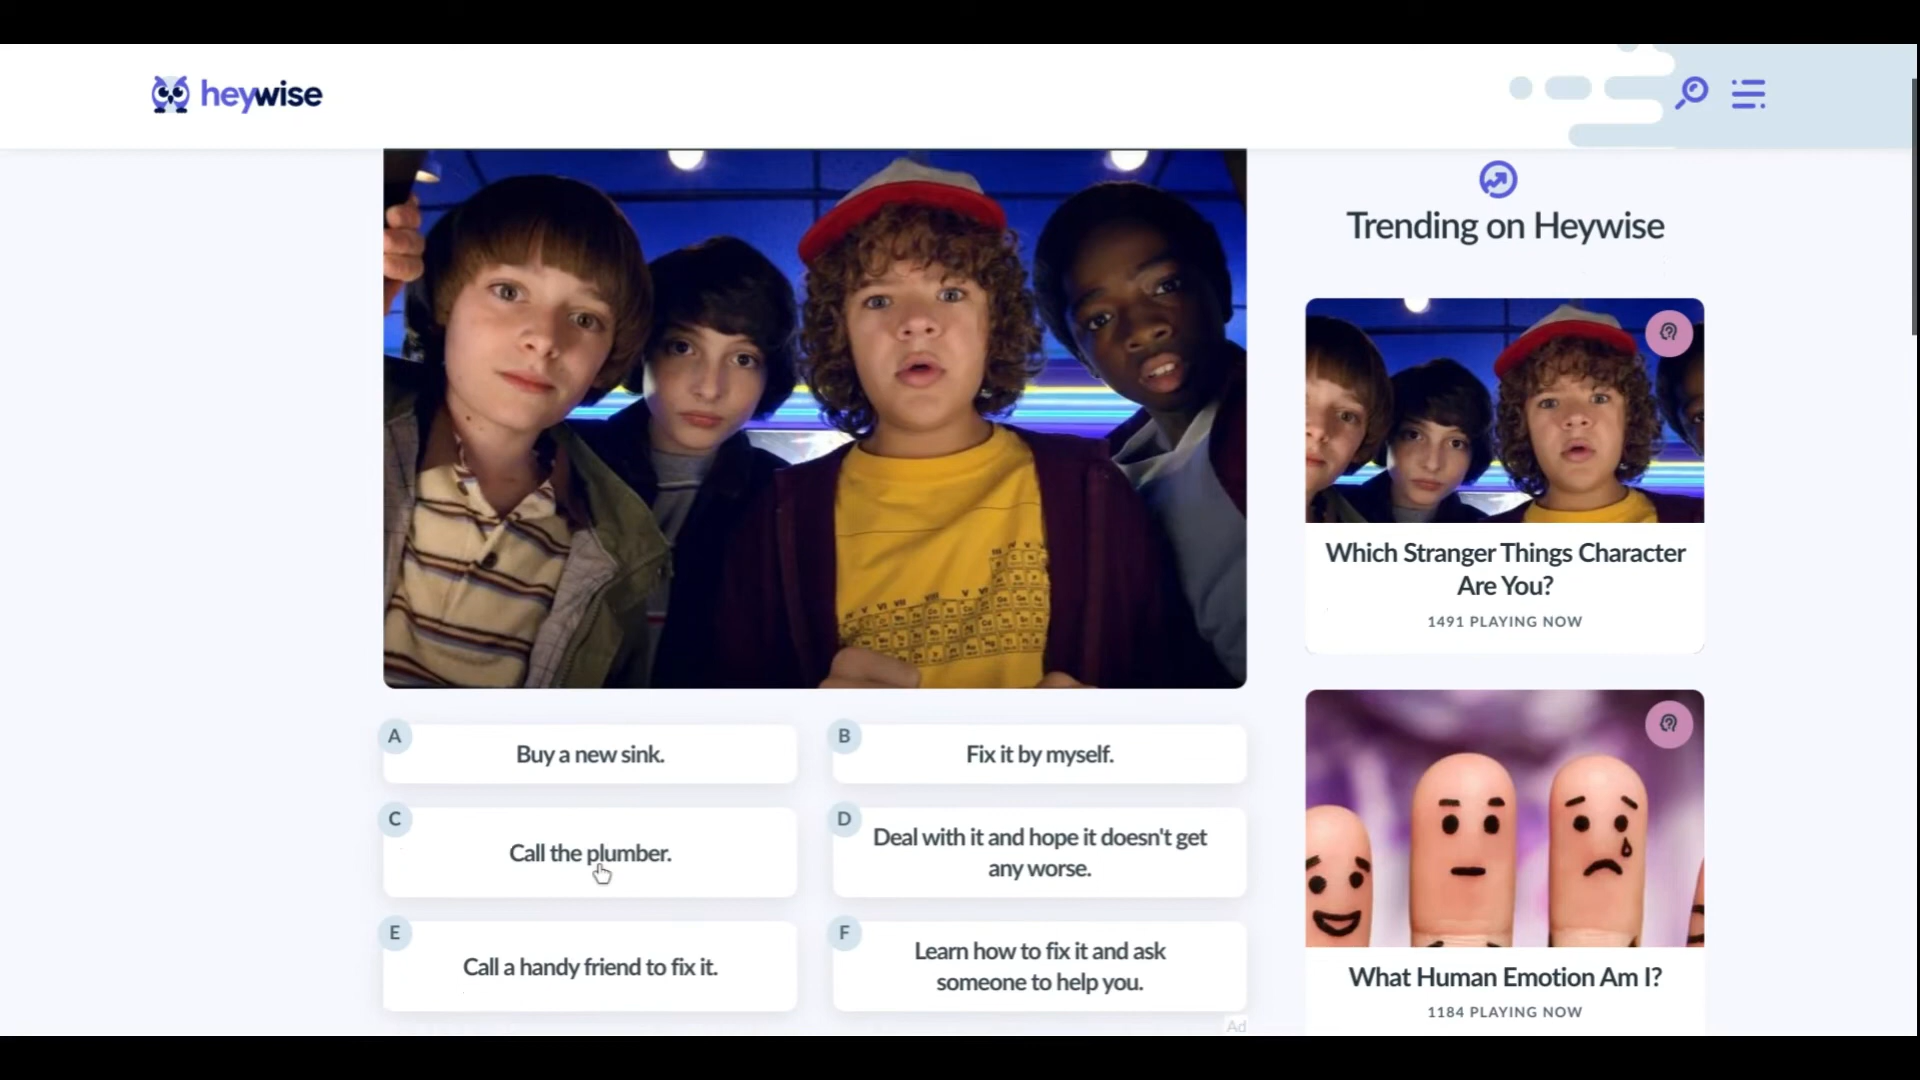 heywise
Trending on Heywise
Which Stranger Things Character
Are You?
1491 PLAYING NOW
A
Buy a new sink.
B
Fix it by myself.
C
Call the plumber.
D
Deal with it and hope it doesn't get
any worse.
E
Call a handy friend to fix it.
F
Learn how to fix it and ask
someone to help you.
Ad
What Human Emotion Am I?
1184 PLAYING NOW